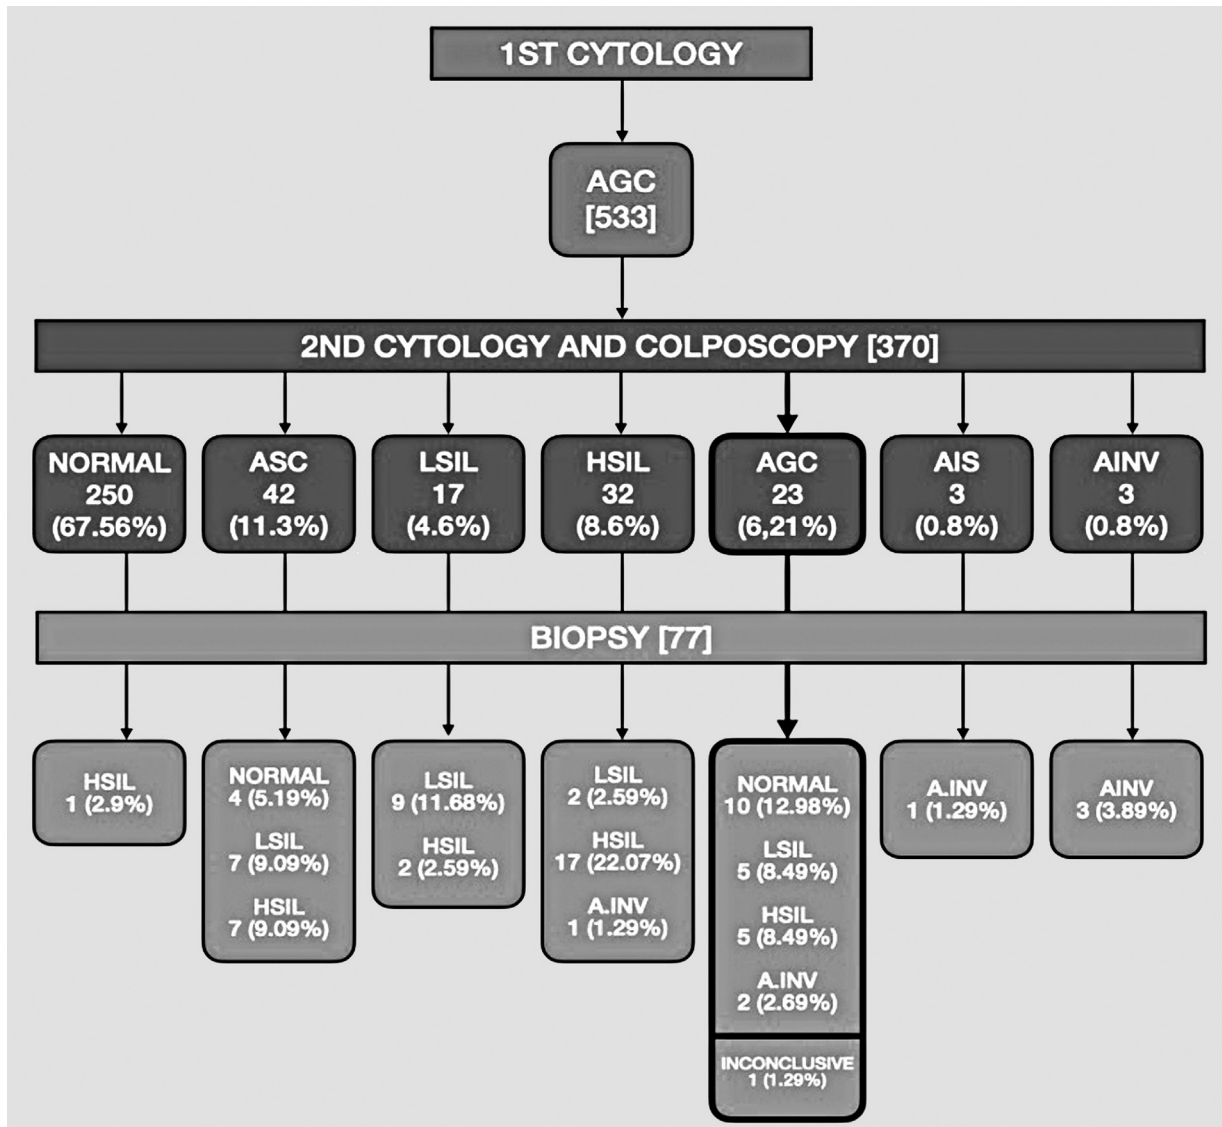 1ST CYTOLOGY
AGC
[533]
2ND CYTOLOGY AND COLPOSCOPY [370]
NORMAL
250
(67.56%)
ASC
42
(11.3%)
LSIL
17
(4.6%)
HSIL
32
(8.6%)
AGC
23
(6,21%)
AIS
3
(0.8%)
AINV
3
(0.8%)
BIOPSY [77]
HSIL
1 (2.9%)
NORMAL
4 (5.19%)
LSIL
7 (9.09%)
HSIL
7 (9.09%)
LSIL
9 (11.68%)
HSIL
2 (2.59%)
LSIL
2 (2.59%)
HSIL
17 (22.07%)
A.INV
1 (1.29%)
NORMAL
10 (12.98%)
LSIL
5 (8.49%)
HSIL
5 (8.49%)
A.INV
2 (2.69%)
INCONCLUSIVE
1 (1.29%)
A.INV
1 (1.29%)
AINV
3 (3.89%)